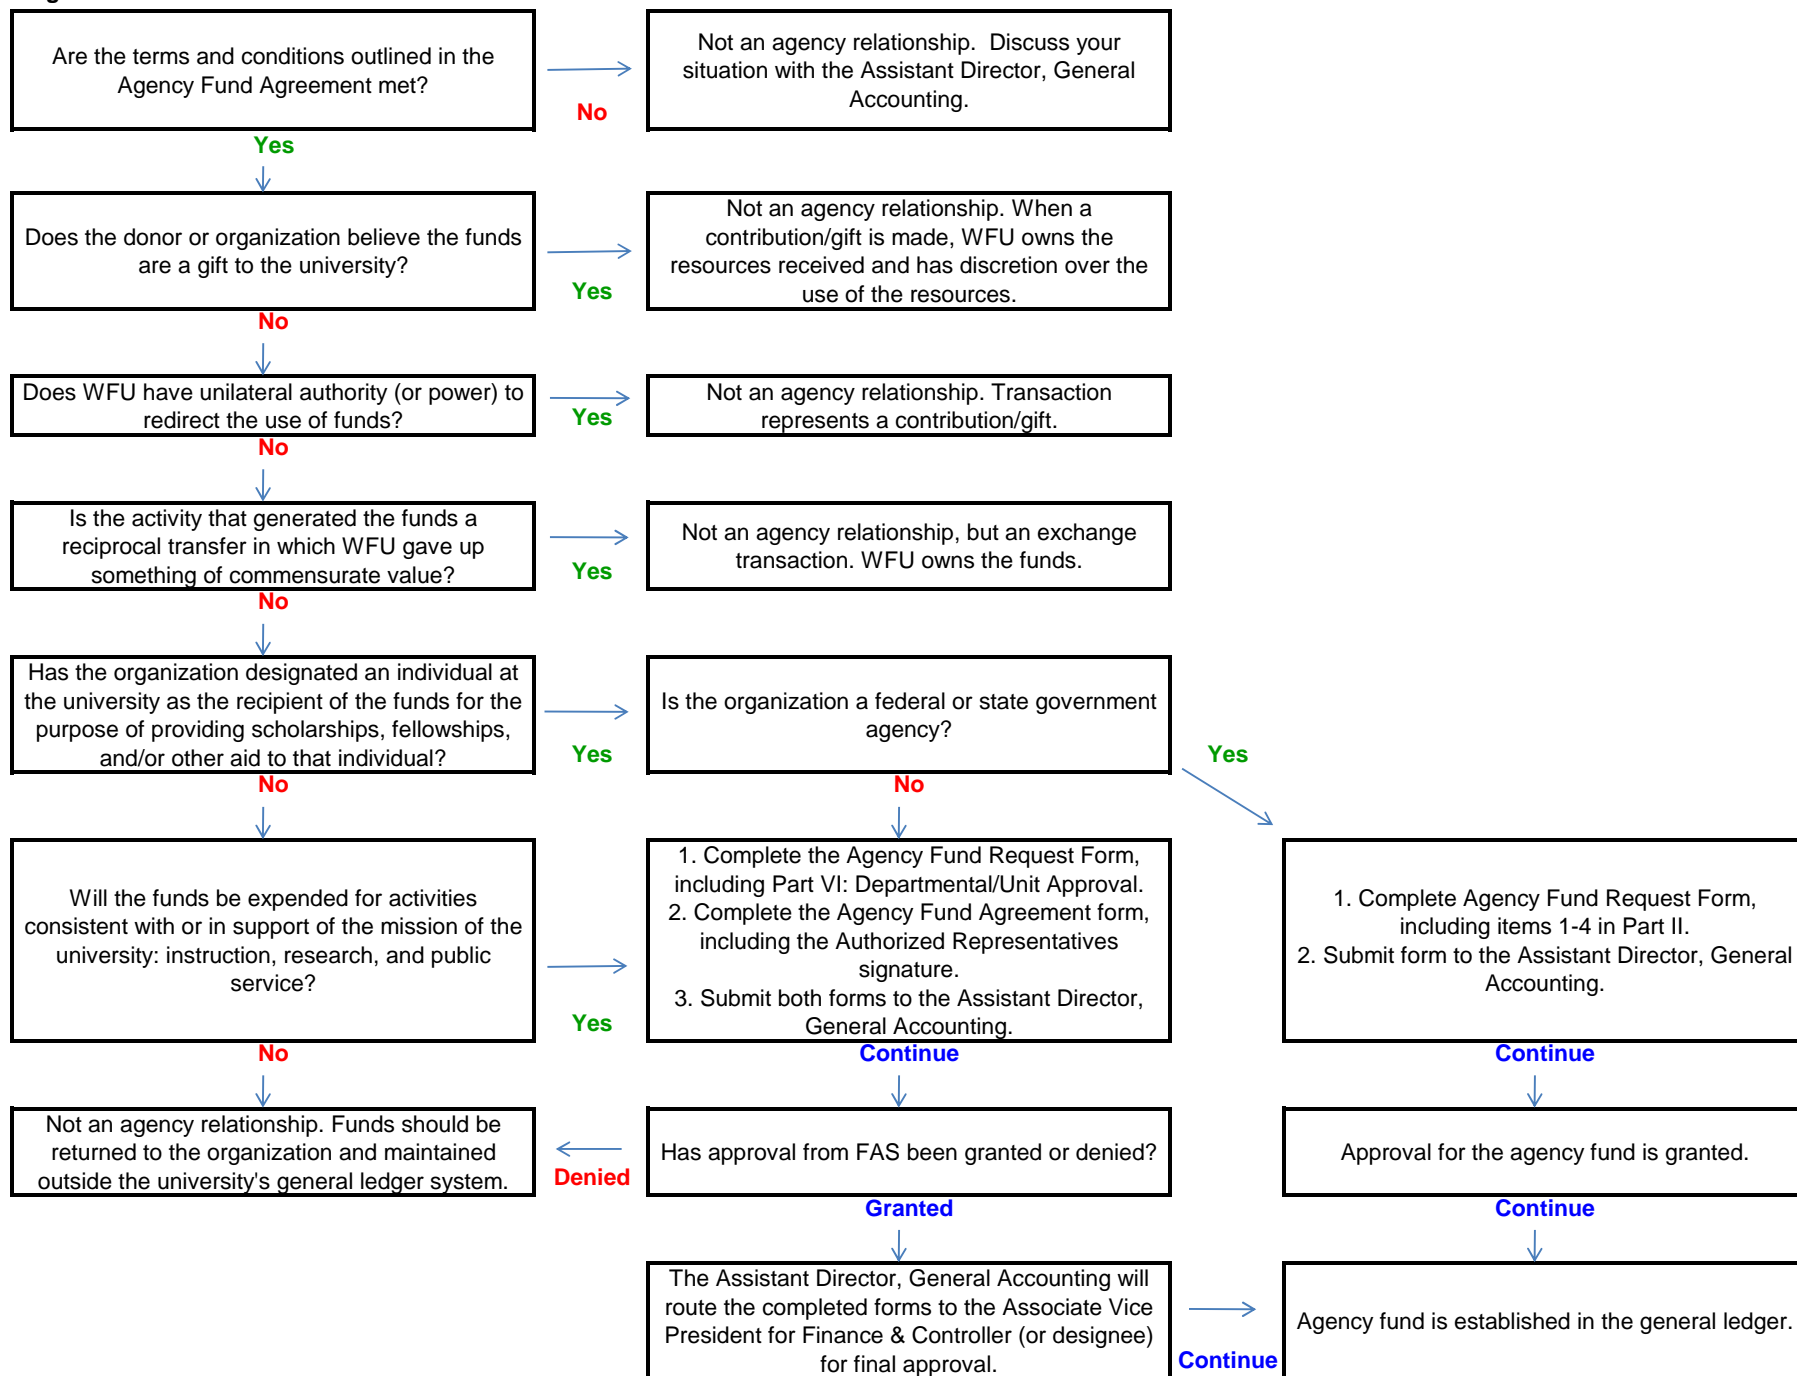 Are the terms and conditions outlined in the
Agency Fund Agreement met?
No
Not an agency relationship.  Discuss your
situation with the Assistant Director, General
Accounting.
Yes
Does the donor or organization believe the funds
are a gift to the university?
Yes
Not an agency relationship. When a
contribution/gift is made, WFU owns the
resources received and has discretion over the
use of the resources.
No
Does WFU have unilateral authority (or power) to
redirect the use of funds?
Yes
Not an agency relationship. Transaction
represents a contribution/gift.
No
Is the activity that generated the funds a
reciprocal transfer in which WFU gave up
something of commensurate value?
Yes
Not an agency relationship, but an exchange
transaction. WFU owns the funds.
No
Has the organization designated an individual at
the university as the recipient of the funds for the
purpose of providing scholarships, fellowships,
and/or other aid to that individual?
Yes
Is the organization a federal or state government
agency?
Yes
No
No
Will the funds be expended for activities
consistent with or in support of the mission of the
university: instruction, research, and public
service?
Yes
1. Complete the Agency Fund Request Form,
including Part VI: Departmental/Unit Approval.
2. Complete the Agency Fund Agreement form,
including the Authorized Representatives
signature.
3. Submit both forms to the Assistant Director,
General Accounting.
1. Complete Agency Fund Request Form,
including items 1-4 in Part II.
2. Submit form to the Assistant Director, General
Accounting.
No
Continue
Continue
Not an agency relationship. Funds should be
returned to the organization and maintained
outside the university's general ledger system.
Denied
Has approval from FAS been granted or denied?
Approval for the agency fund is granted.
Granted
Continue
The Assistant Director, General Accounting will
route the completed forms to the Associate Vice
President for Finance & Controller (or designee)
for final approval.
Continue
Agency fund is established in the general ledger.